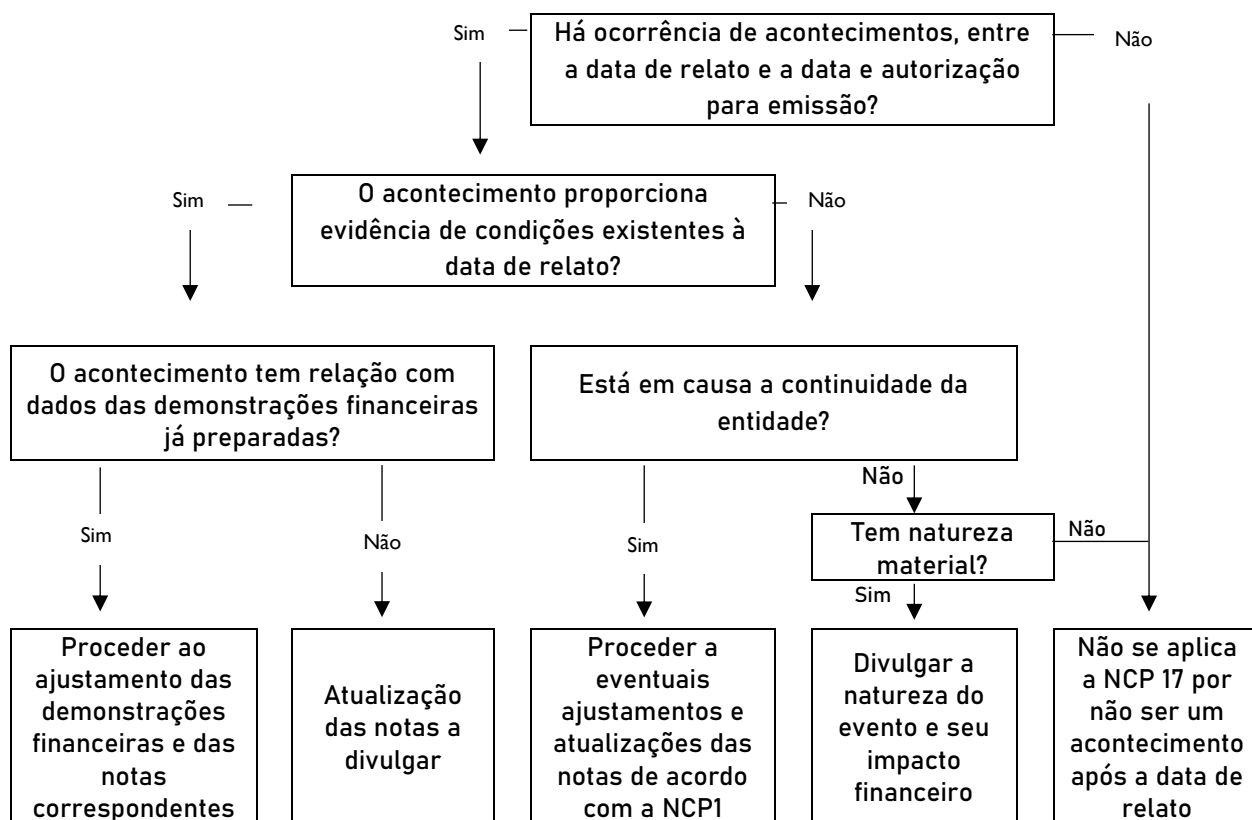 Sim
Há ocorrência de acontecimentos, entre
a data de relato e a data e autorização
para emissão?
Não
Sim
O acontecimento proporciona
evidência de condições existentes à
data de relato?
Não
O acontecimento tem relação com
dados das demonstrações financeiras
já preparadas?
Está em causa a continuidade da
entidade?
Não
Sim
Não
Sim
Tem natureza
material?
Não
Sim
Proceder ao
ajustamento das
demonstrações
financeiras e das
notas
correspondentes
Atualização
das notas a
divulgar
Proceder a
eventuais
ajustamentos e
atualizações das
notas de acordo
com a NCP1
Divulgar a
natureza do
evento e seu
impacto
financeiro
Não se aplica
a NCP 17 por
não ser um
acontecimento
após a data de
relato